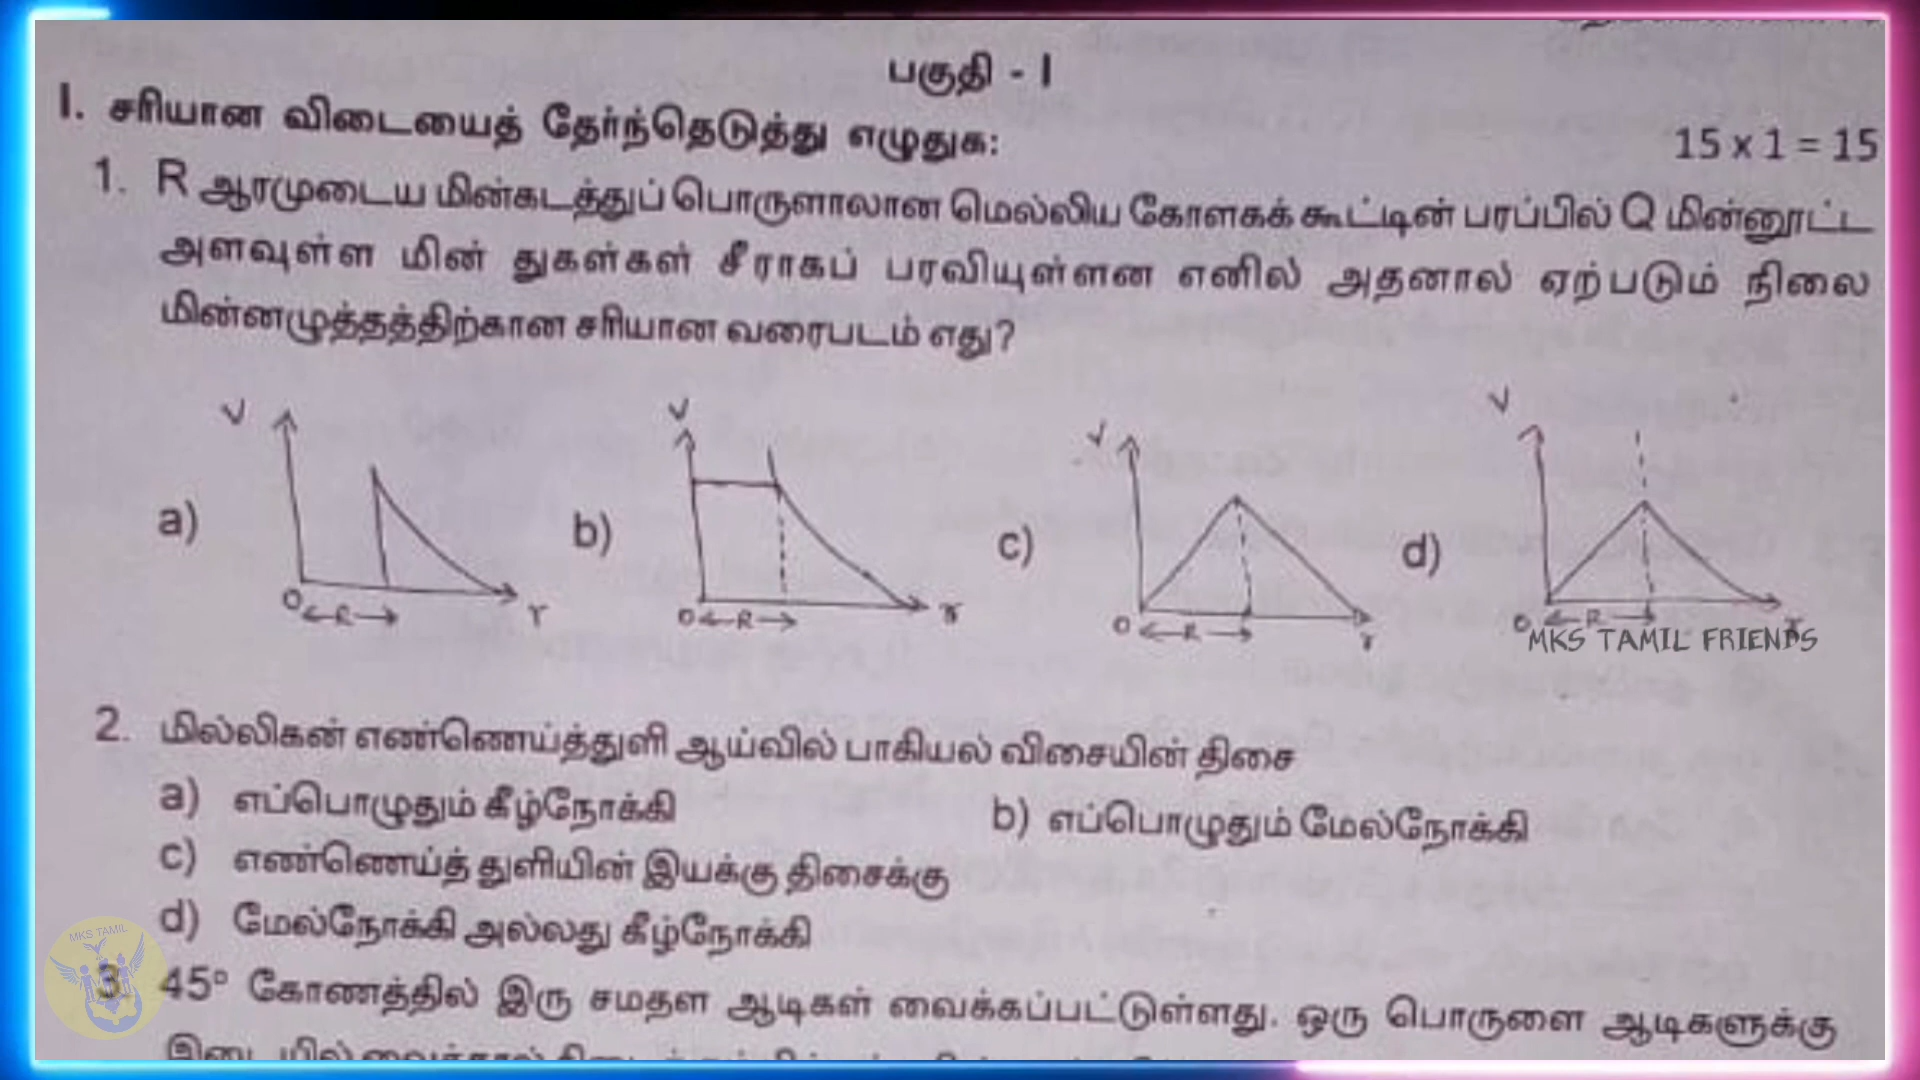 பகுதி - I
I. சரியான விடையைத் தேர்ந்தெடுத்து எழுதுக:
15 x 1 = 15
1. R ஆரமுடைய மின்கடத்துப் பொருளாலான மெல்லிய கோளகக் கூட்டின் பரப்பில் Q மின்னூட்ட
அளவுள்ள மின் துகள்கள் சீராகப் பரவியுள்ளன எனில் அதனால் ஏற்படும் நிலை
மின்னழுத்தத்திற்கான சரியான வரைபடம் எது?
a) V O R r
b) V O R r
c) V O R r
d) V O R r
MKS TAMIL FRIENDS
2. மில்லிகன் எண்ணெய்த்துளி ஆய்வில் பாகியல் விசையின் திசை
a) எப்பொழுதும் கீழ்நோக்கி b) எப்பொழுதும் மேல்நோக்கி
c) எண்ணெய்த் துளியின் இயக்கு திசைக்கு
d) மேல்நோக்கி அல்லது கீழ்நோக்கி
MKS TAMIL
3. 45° கோணத்தில் இரு சமதள ஆடிகள் வைக்கப்பட்டுள்ளது. ஒரு பொருளை ஆடிகளுக்கு